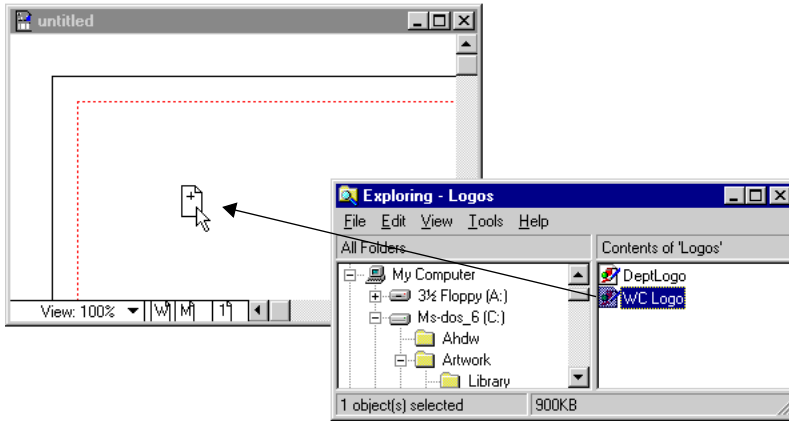 untitled
View: 100% W M 1
Exploring - Logos
File Edit View Tools Help
All Folders Contents of 'Logos'
My Computer DeptLogo
3½ Floppy (A:) WC Logo
Ms-dos_6 (C:)
Ahdw
Artwork
Library
1 object(s) selected 900KB